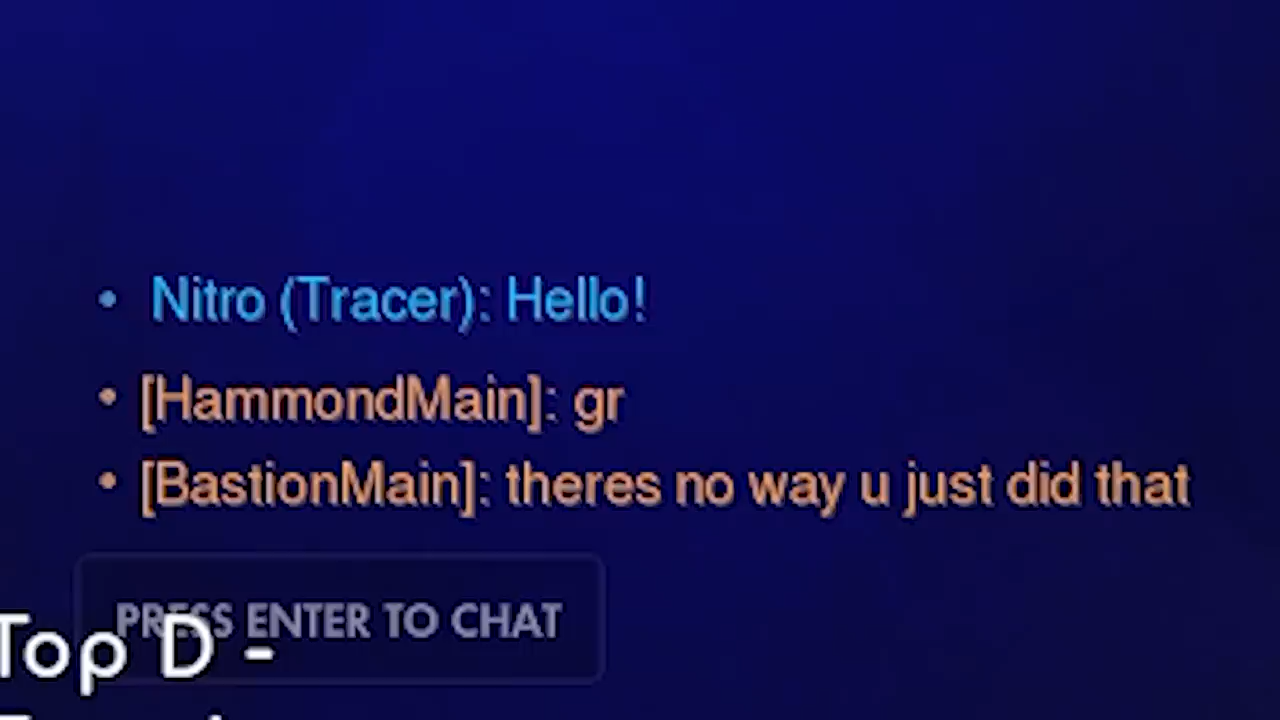 • Nitro (Tracer): Hello!
• [HammondMain]: gr
• [BastionMain]: theres no way u just did that
PRESS ENTER TO CHAT
Top D -